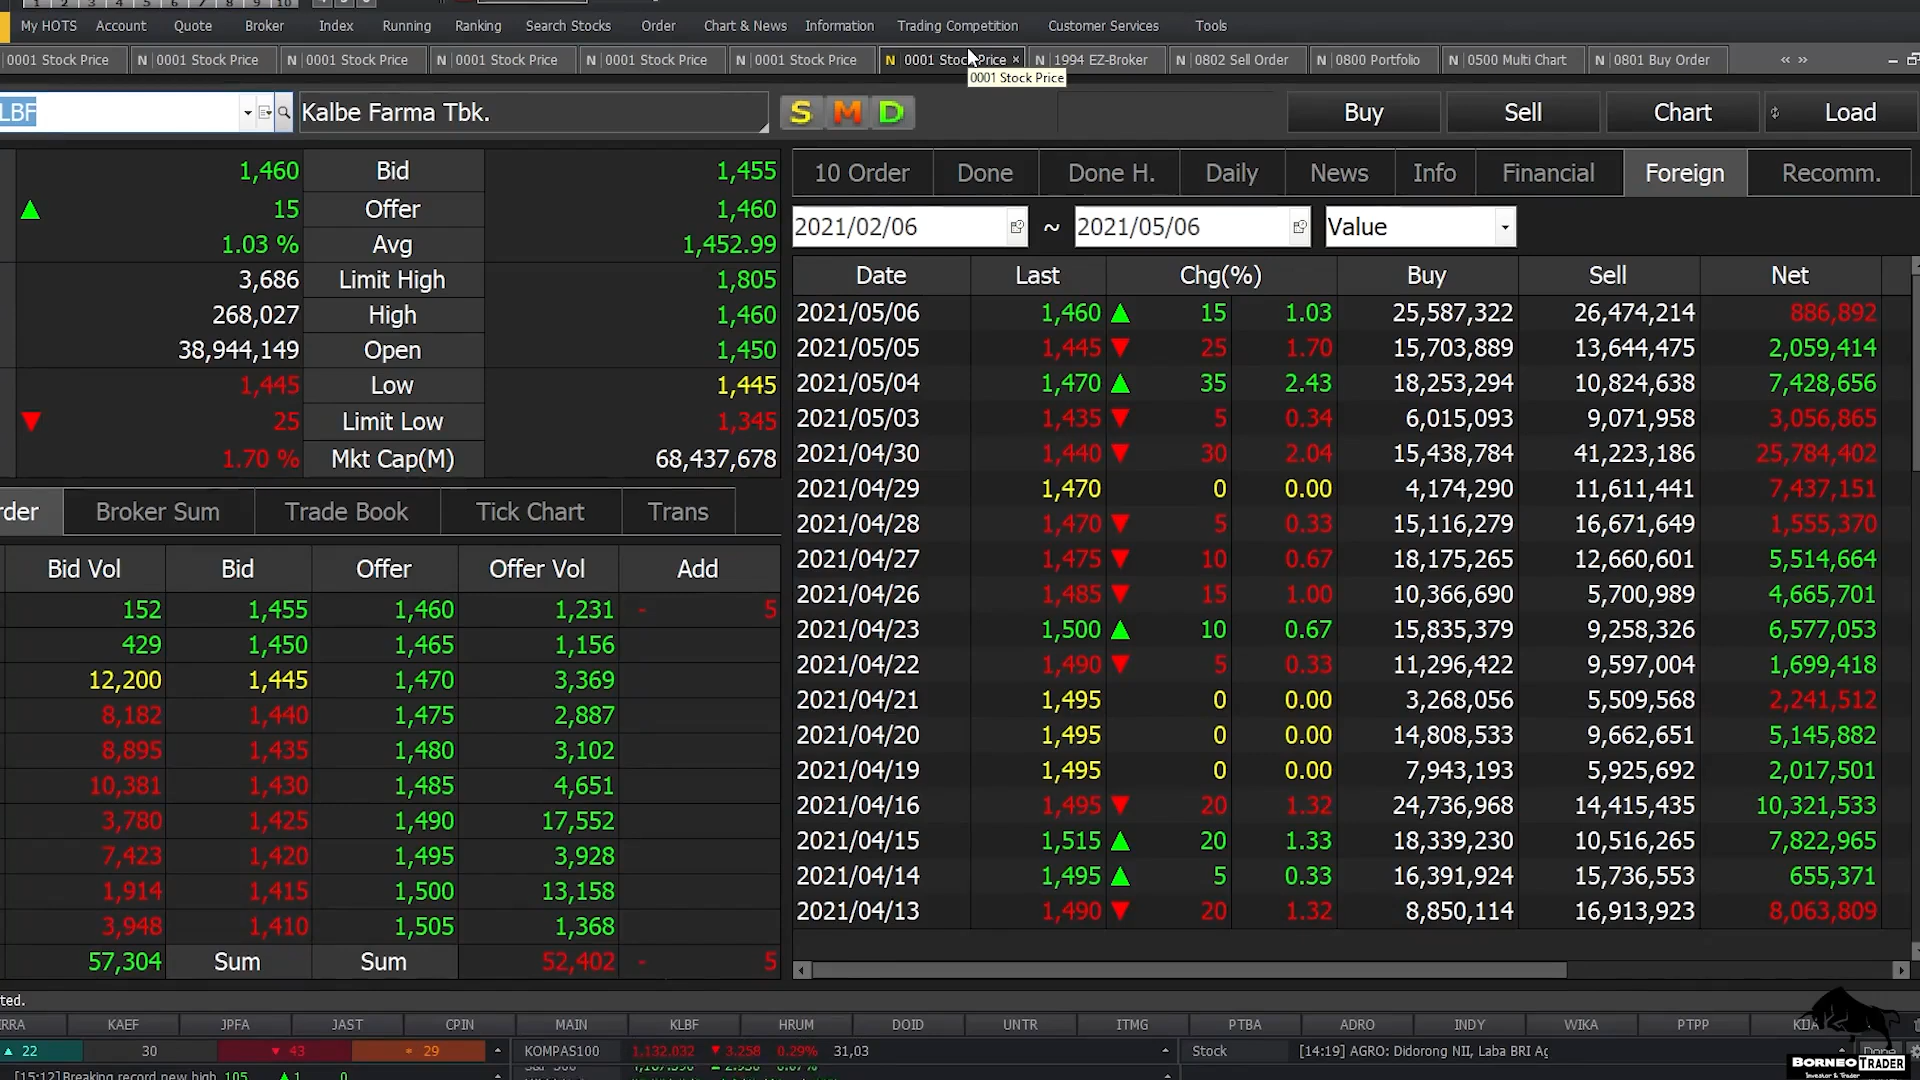 1 2 3 4 5 6 7 8 9 10
My HOTS Account Quote Broker Index Running Ranking Search Stocks Order Chart & News Information Trading Competition Customer Services Tools
0001 Stock Price N 0001 Stock Price N 0001 Stock Price N 0001 Stock Price N 0001 Stock Price N 0001 Stock Price N 0001 Stock Price × N 1994 EZ-Broker N 0802 Sell Order N 0800 Portfolio N 0500 Multi Chart N 0801 Buy Order « »
0001 Stock Price
LBF Kalbe Farma Tbk. S M D Buy Sell Chart Load
1,460 Bid 1,455
▲ 15 Offer 1,460
1.03 % Avg 1,452.99
3,686 Limit High 1,805
268,027 High 1,460
38,944,149 Open 1,450
1,445 Low 1,445
▼ 25 Limit Low 1,345
1.70 % Mkt Cap(M) 68,437,678
rder Broker Sum Trade Book Tick Chart Trans
Bid Vol Bid Offer Offer Vol Add
152 1,455 1,460 1,231 - 5
429 1,450 1,465 1,156
12,200 1,445 1,470 3,369
8,182 1,440 1,475 2,887
8,895 1,435 1,480 3,102
10,381 1,430 1,485 4,651
3,780 1,425 1,490 17,552
7,423 1,420 1,495 3,928
1,914 1,415 1,500 13,158
3,948 1,410 1,505 1,368
57,304 Sum Sum 52,402 - 5
10 Order Done Done H. Daily News Info Financial Foreign Recomm.
2021/02/06 ~ 2021/05/06 Value
Date Last Chg(%) Buy Sell Net
2021/05/06 1,460 ▲ 15 1.03 25,587,322 26,474,214 886,892
2021/05/05 1,445 ▼ 25 1.70 15,703,889 13,644,475 2,059,414
2021/05/04 1,470 ▲ 35 2.43 18,253,294 10,824,638 7,428,656
2021/05/03 1,435 ▼ 5 0.34 6,015,093 9,071,958 3,056,865
2021/04/30 1,440 ▼ 30 2.04 15,438,784 41,223,186 25,784,402
2021/04/29 1,470 0 0.00 4,174,290 11,611,441 7,437,151
2021/04/28 1,470 ▼ 5 0.33 15,116,279 16,671,649 1,555,370
2021/04/27 1,475 ▼ 10 0.67 18,175,265 12,660,601 5,514,664
2021/04/26 1,485 ▼ 15 1.00 10,366,690 5,700,989 4,665,701
2021/04/23 1,500 ▲ 10 0.67 15,835,379 9,258,326 6,577,053
2021/04/22 1,490 ▼ 5 0.33 11,296,422 9,597,004 1,699,418
2021/04/21 1,495 0 0.00 3,268,056 5,509,568 2,241,512
2021/04/20 1,495 0 0.00 14,808,533 9,662,651 5,145,882
2021/04/19 1,495 0 0.00 7,943,193 5,925,692 2,017,501
2021/04/16 1,495 ▼ 20 1.32 24,736,968 14,415,435 10,321,533
2021/04/15 1,515 ▲ 20 1.33 18,339,230 10,516,265 7,822,965
2021/04/14 1,495 ▲ 5 0.33 16,391,924 15,736,553 655,371
2021/04/13 1,490 ▼ 20 1.32 8,850,114 16,913,923 8,063,809
ted.
RRA KAEF JPFA JAST CPIN MAIN KLBF HRUM DOID UNTR ITMG PTBA ADRO INDY WIKA PTPP
▲ 22 30 ▼ 43 29 KOMPAS100 1,132.032 ▼ 3.258 0.29% 31,03 Stock [14:19] AGRO: Didorong NII, Laba BRI Ag
[15:12]Breaking record new high 105 ▲1 0
BORNEO TRADER
Investor & Trader